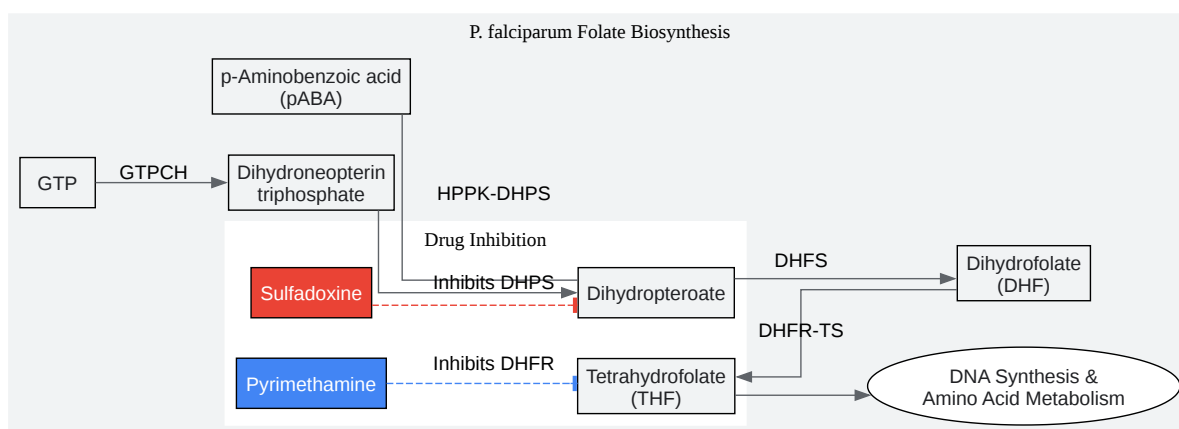 P. falciparum Folate Biosynthesis
p-Aminobenzoic acid
(pABA)
GTP
GTPCH
Dihydroneopterin
triphosphate
HPPK-DHPS
Drug Inhibition
Sulfadoxine
Inhibits DHPS
Dihydropteroate
DHFS
Dihydrofolate
(DHF)
DHFR-TS
Pyrimethamine
Inhibits DHFR
Tetrahydrofolate
(THF)
DNA Synthesis &
Amino Acid Metabolism